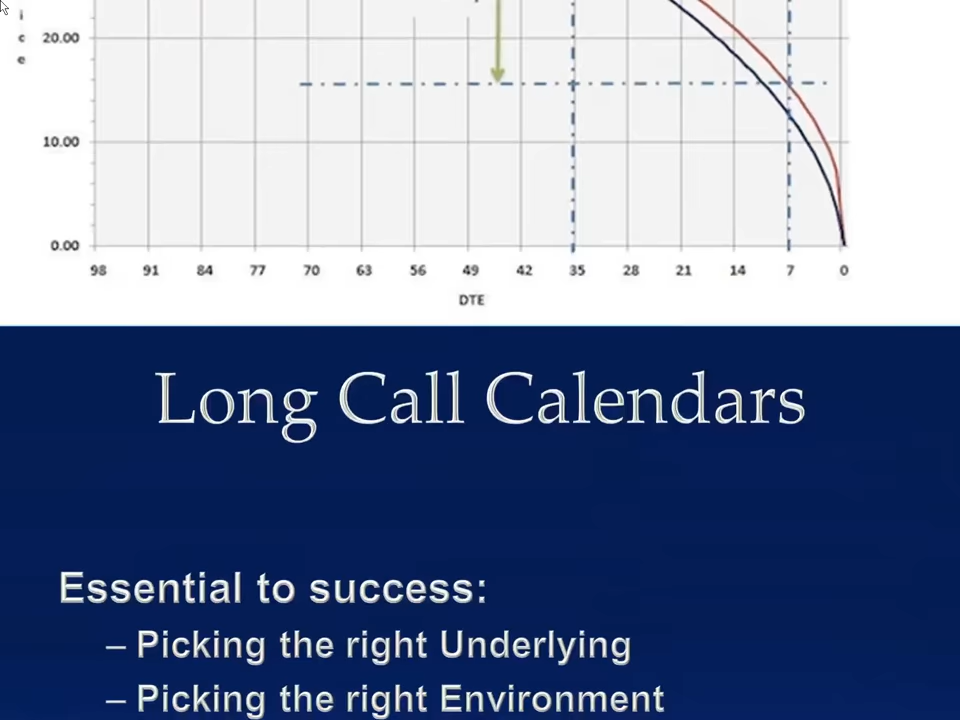 i
c
e
20.00
10.00
0.00
98 91 84 77 70 63 56 49 42 35 28 21 14 7 0
DTE
Long Call Calendars
Essential to success:
– Picking the right Underlying
– Picking the right Environment